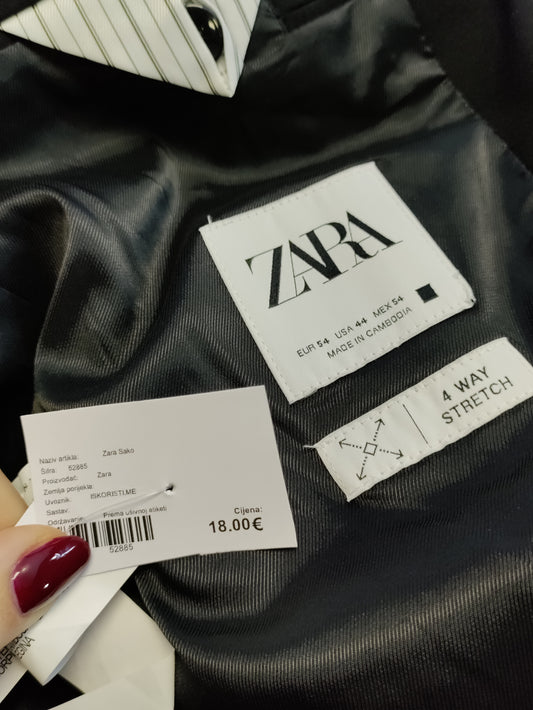 ZARA
EUR 54 USA 44 MEX 54
MADE IN CAMBODIA
4 WAY
STRETCH
Naziv artikla: Zara Sako
Šifra: 52885
Proizvođač: Zara
Zemlja porijekla:
Uvoznik: ISKORISTI.ME
Sastav:
Održavanje: Prema ušivnoj etiketi
Cijena:
18.00€
52885